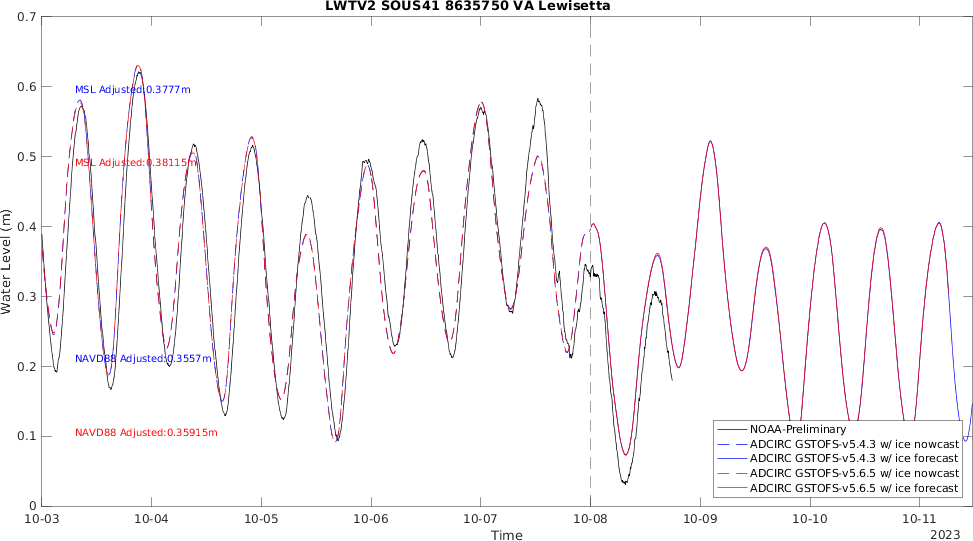 LWTV2 SOUS41 8635750 VA Lewisetta
0.7
0.6
0.5
0.4
0.3
0.2
0.1
0
Water Level (m)
MSL Adjusted:0.3777m
MSL Adjusted:0.38115m
NAVD88 Adjusted:0.3557m
NAVD88 Adjusted:0.35915m
NOAA-Preliminary
ADCIRC GSTOFS-v5.4.3 w/ ice nowcast
ADCIRC GSTOFS-v5.4.3 w/ ice forecast
ADCIRC GSTOFS-v5.6.5 w/ ice nowcast
ADCIRC GSTOFS-v5.6.5 w/ ice forecast
10-03 10-04 10-05 10-06 10-07 10-08 10-09 10-10 10-11
Time
2023